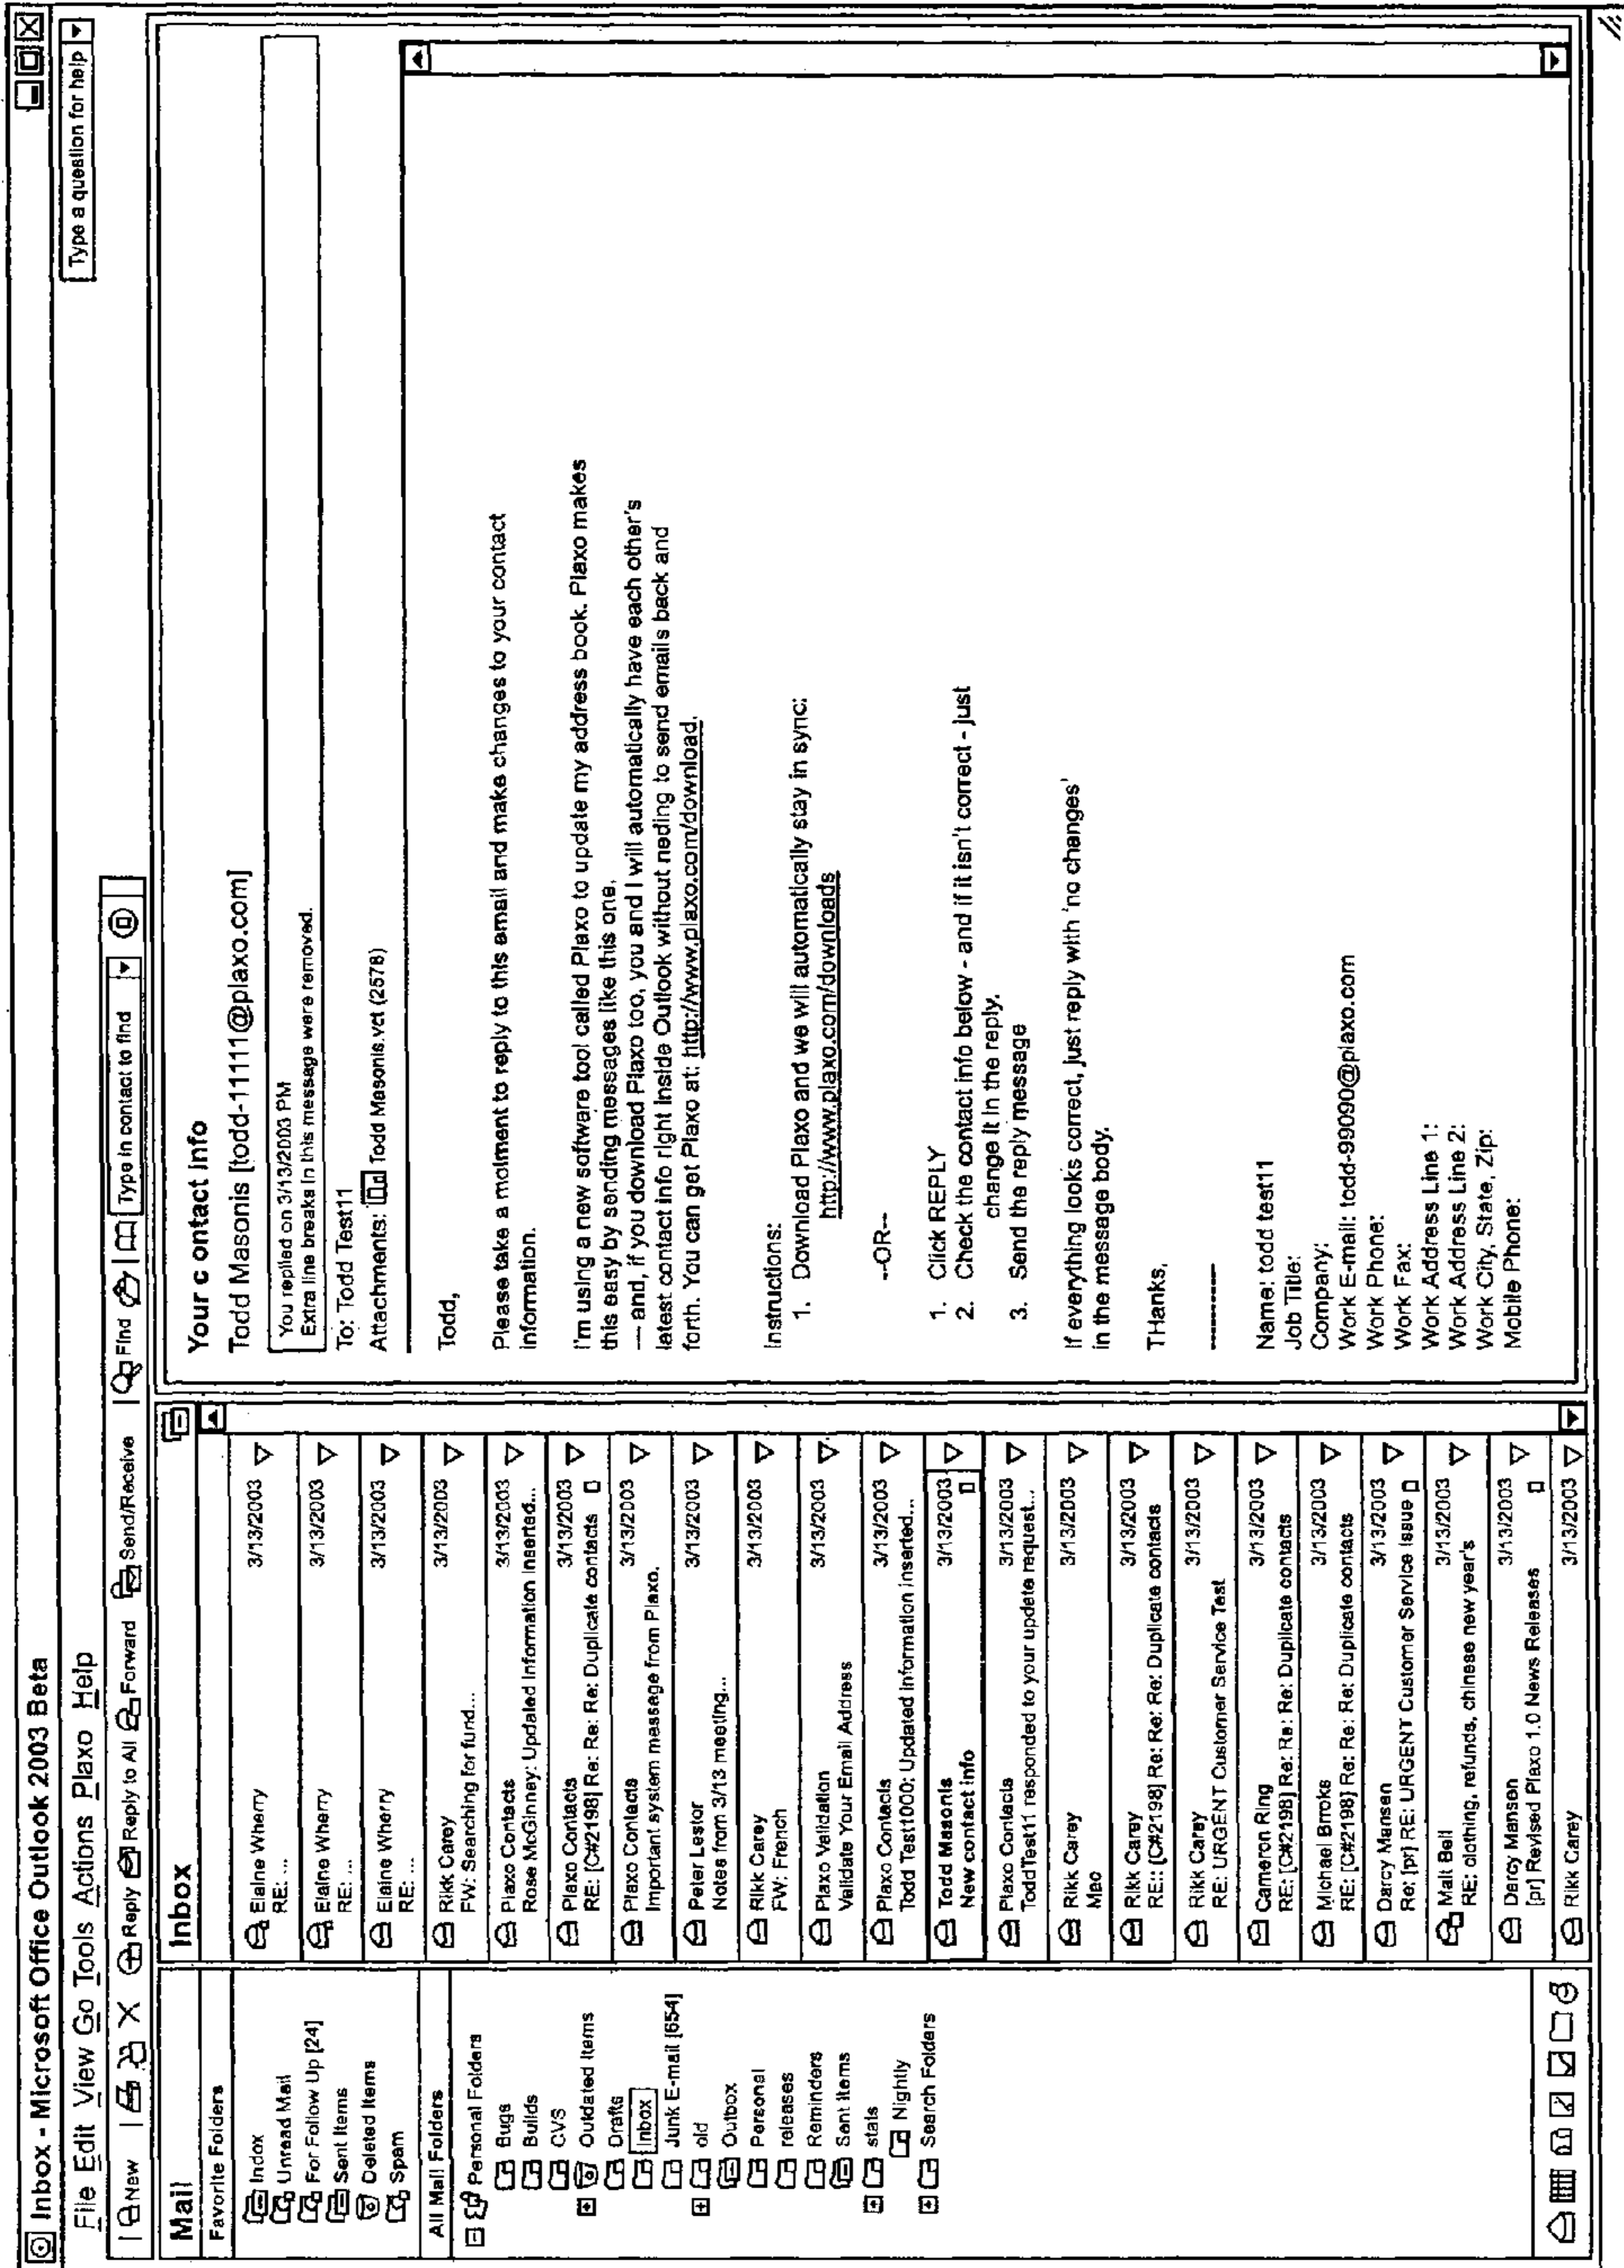 Inbox - Microsoft Office Outlook 2003 Beta
File Edit View Go Tools Actions Plaxo Help
Type a question for help
New Reply Reply to All Forward Send/Receive Find Type in contact to find
Mail
Favorite Folders
Indox
Unread Mail
For Follow Up [24]
Sent Items
Deleted Items
Spam
All Mail Folders
Personal Folders
Bugs
Builds
CVS
Outdated Items
Drafts
Inbox
Junk E-mail [654]
old
Outbox
Personal
releases
Reminders
Sent Items
stats
Nightly
Search Folders
Inbox
Elaine Wherry 3/13/2003
RE: ...
Elaine Wherry 3/13/2003
RE: ...
Elaine Wherry 3/13/2003
RE: ...
Rikk Carey 3/13/2003
FW: Searching for fund...
Plaxo Contacts 3/13/2003
Rose McGinney: Updated Information Inserted...
Plaxo Contacts 3/13/2003
RE: [C#2198] Re: Re: Re: Duplicate contacts
Plaxo Contacts 3/13/2003
Important system message from Plaxo.
Peter Lestor 3/13/2003
Notes from 3/13 meeting...
Rikk Carey 3/13/2003
FW: French
Plaxo Validation 3/13/2003
Validate Your Email Address
Plaxo Contacts 3/13/2003
Todd Test1000: Updated Information inserted...
Todd Masonis 3/13/2003
New contact info
Plaxo Contacts 3/13/2003
ToddTest11 responded to your update request...
Rikk Carey 3/13/2003
Mac
Rikk Carey 3/13/2003
RE:: [C#2198] Re: Re: Re: Duplicate contacts
Rikk Carey 3/13/2003
RE: URGENT Customer Service Test
Cameron Ring 3/13/2003
RE: [C#2198] Re: Re: Re: Duplicate contacts
Michael Brroks 3/13/2003
RE: [C#2198] Re: Re: Re: Duplicate contacts
Darcy Mansen 3/13/2003
Re: [pr] RE: URGENT Customer Service Issue
Matt Bell 3/13/2003
RE: clothing, refunds, chinese new year's
Darcy Mansen 3/13/2003
[pr] Revised Plaxo 1.0 News Releases
Rikk Carey 3/13/2003
Your c ontact Info
Todd Masonis [todd-11111@plaxo.com]
You replied on 3/13/2003 PM
Extra line breaks in this message were removed.
To: Todd Test11
Attachments: Todd Masonis.vct (2578)
Todd,
Please take a molment to reply to this email and make changes to your contact
information.
I'm using a new software tool called Plaxo to update my address book. Plaxo makes
this easy by sending messages like this one,
— and, if you download Plaxo too, you and I will automatically have each other's
latest contact info right inside Outlook without neding to send emails back and
forth. You can get Plaxo at: http://www.plaxo.com/download.
Instructions:
1. Download Plaxo and we will automatically stay in sync:
http://www.plaxo.com/downloads
--OR--
1. Click REPLY
2. Check the contact info below - and if it isn't correct - just
change it in the reply.
3. Send the reply message
If everything looks correct, just reply with 'no changes'
in the message body.
THanks,
-----------
Name: todd test11
Job Title:
Company:
Work E-mail: todd-99090@plaxo.com
Work Phone:
Work Fax:
Work Address Line 1:
Work Address Line 2:
Work City, State, Zip:
Mobile Phone: